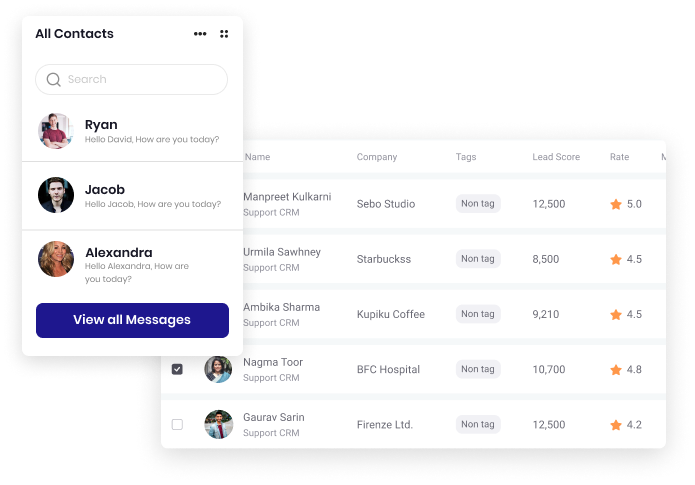 All Contacts
Search
Ryan
Hello David, How are you today?
Jacob
Hello Jacob, How are you today?
Alexandra
Hello Alexandra, How are
you today?
View all Messages
Name Company Tags Lead Score Rate
Manpreet Kulkarni
Support CRM
Sebo Studio Non tag 12,500 5.0
Urmila Sawhney
Support CRM
Starbuckss Non tag 8,500 4.5
Ambika Sharma
Support CRM
Kupiku Coffee Non tag 9,210 4.5
Nagma Toor
Support CRM
BFC Hospital Non tag 10,700 4.8
Gaurav Sarin
Support CRM
Firenze Ltd. Non tag 12,500 4.2